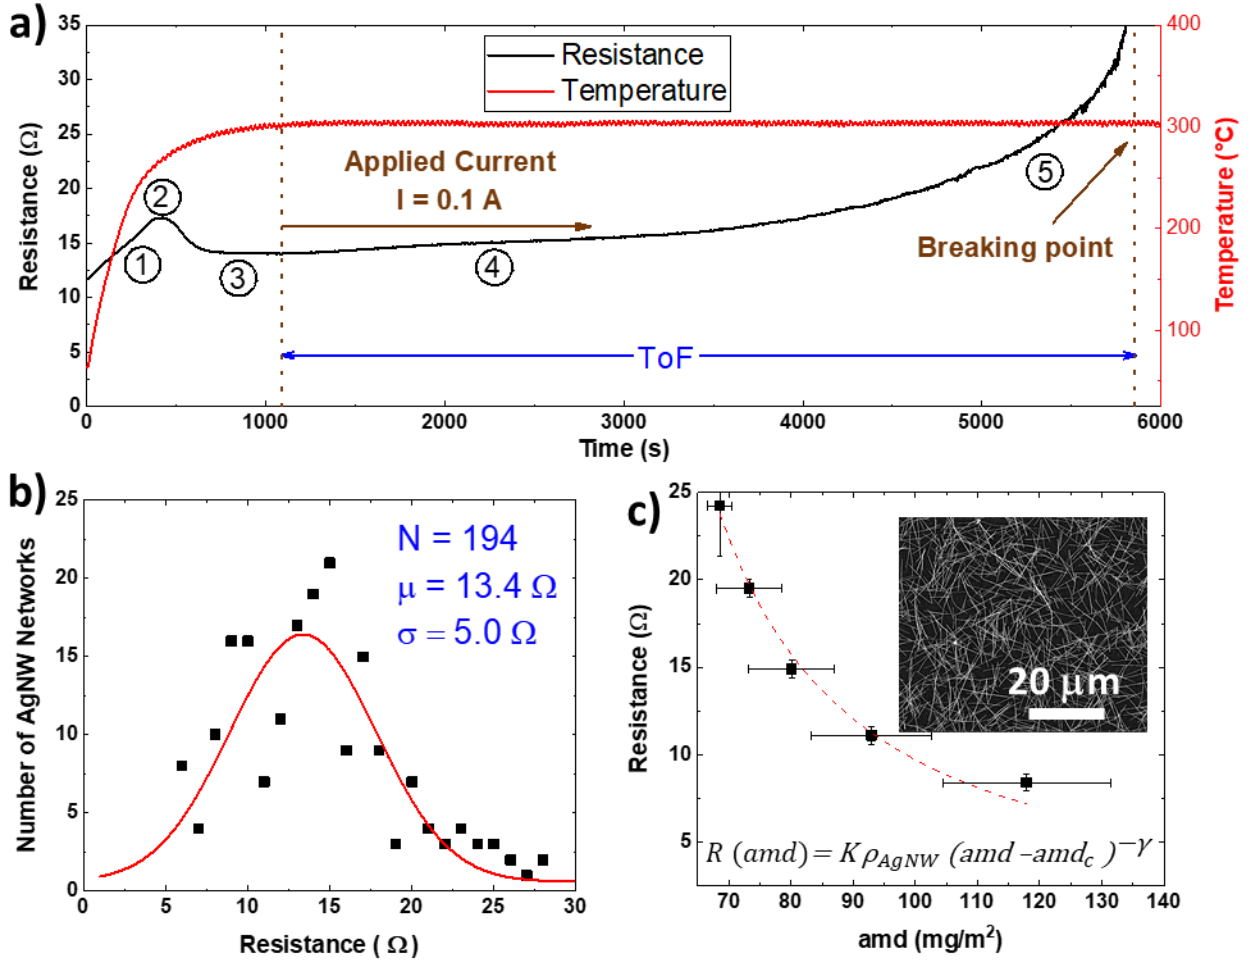 a)
35
30
25
20
15
10
5
0
Resistance (Ω)
Resistance
Temperature
400
300
200
100
Temperature (°C)
Applied Current
I = 0.1 A
Breaking point
1
2
3
4
5
ToF
0
1000
2000
3000
4000
5000
6000
Time (s)
b)
25
20
15
10
5
0
Number of AgNW Networks
N = 194
μ = 13.4 Ω
σ = 5.0 Ω
0
5
10
15
20
25
30
Resistance ( Ω)
c)
25
20
15
10
5
Resistance (Ω)
20 μm
R (amd) = K ρ_AgNW (amd – amd_c )^−γ
70
80
90
100
110
120
130
140
amd (mg/m²)